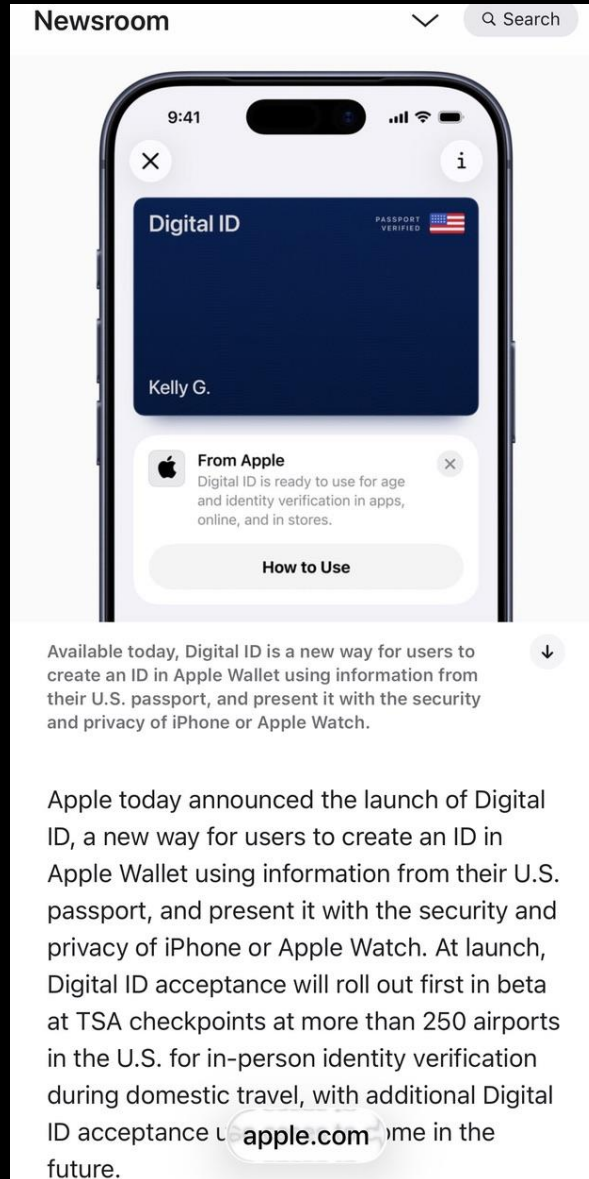 Newsroom
Search
9:41
i
Digital ID
PASSPORT
VERIFIED
Kelly G.
From Apple
Digital ID is ready to use for age
and identity verification in apps,
online, and in stores.
How to Use
Available today, Digital ID is a new way for users to
create an ID in Apple Wallet using information from
their U.S. passport, and present it with the security
and privacy of iPhone or Apple Watch.
Apple today announced the launch of Digital
ID, a new way for users to create an ID in
Apple Wallet using information from their U.S.
passport, and present it with the security and
privacy of iPhone or Apple Watch. At launch,
Digital ID acceptance will roll out first in beta
at TSA checkpoints at more than 250 airports
in the U.S. for in-person identity verification
during domestic travel, with additional Digital
ID acceptance in the
apple.com
future.